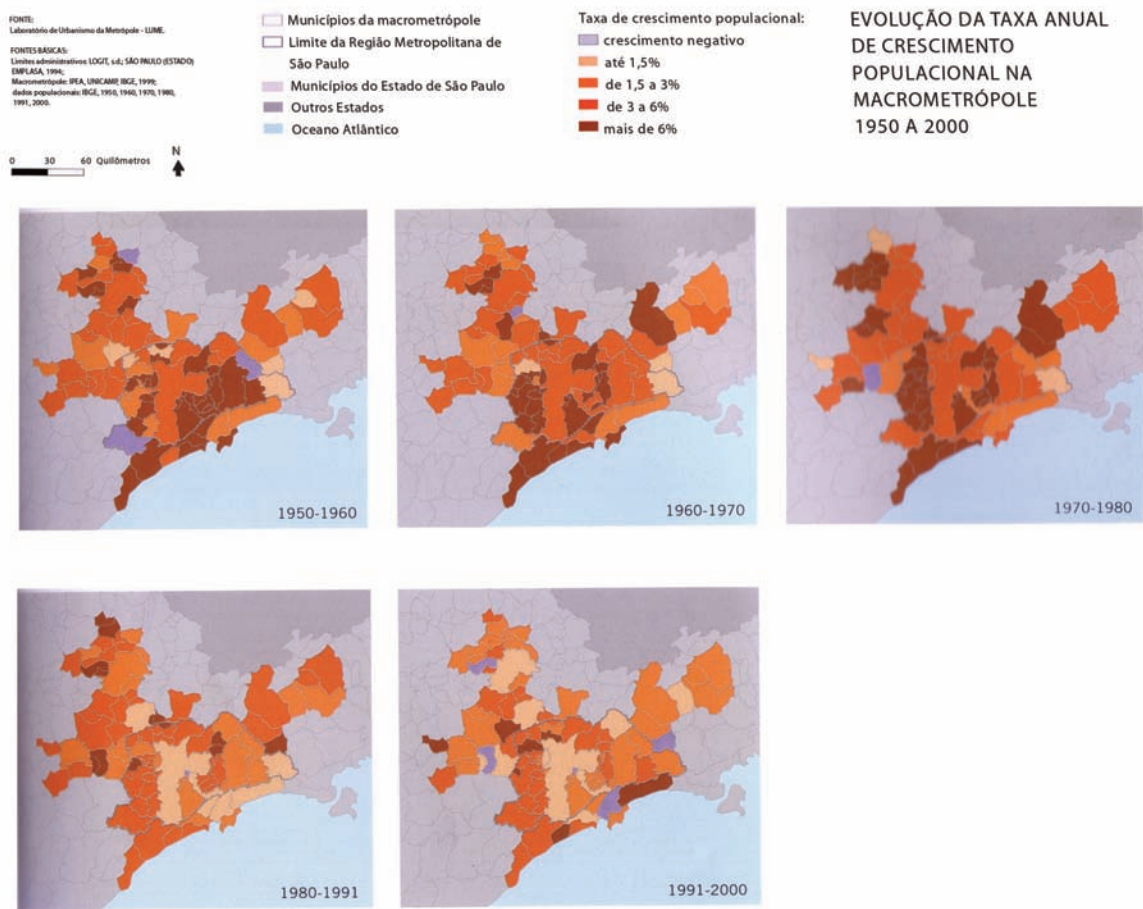 FONTE:
Laboratório de Urbanismo da Metrópole - LUME.
FONTES BÁSICAS:
Limites administrativos: LOGIT, s.d.; SÃO PAULO (ESTADO)
EMPLASA, 1994;
Macrometrópole: IPEA, UNICAMP, IBGE, 1999;
dados populacionais: IBGE, 1950, 1960, 1970, 1980,
1991, 2000.
0 30 60 Quilômetros
N
Municípios da macrometrópole
Limite da Região Metropolitana de
São Paulo
Municípios do Estado de São Paulo
Outros Estados
Oceano Atlântico
Taxa de crescimento populacional:
crescimento negativo
até 1,5%
de 1,5 a 3%
de 3 a 6%
mais de 6%
EVOLUÇÃO DA TAXA ANUAL
DE CRESCIMENTO
POPULACIONAL NA
MACROMETRÓPOLE
1950 A 2000
1950-1960
1960-1970
1970-1980
1980-1991
1991-2000